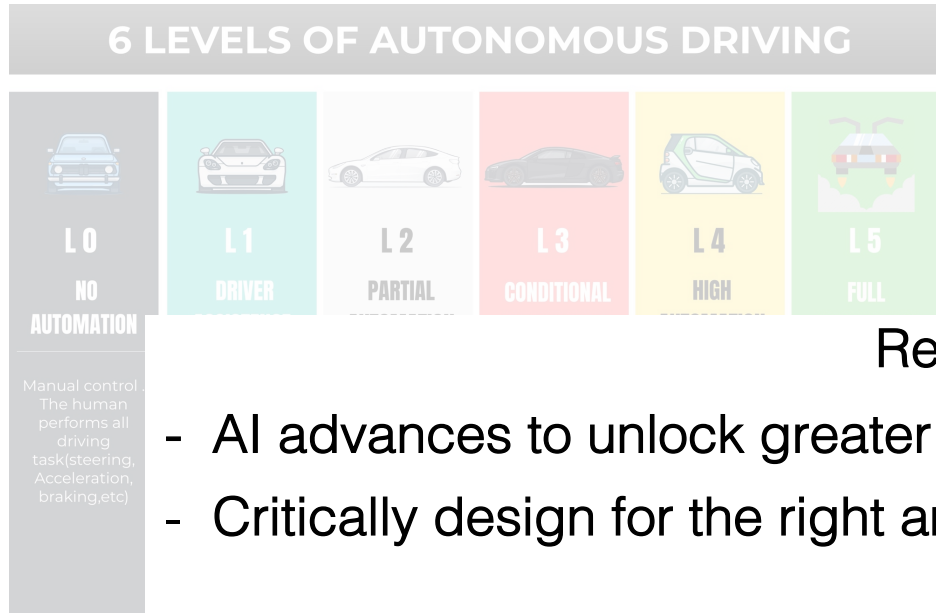 6 LEVELS OF AUTONOMOUS DRIVING
L 0
L 1
L 2
L 3
L 4
L 5
NO
AUTOMATION
DRIVER
PARTIAL
CONDITIONAL
HIGH
FULL
Manual control .
The human
performs all
driving
task(steering,
Acceleration,
braking,etc)
Re
- AI advances to unlock greater
- Critically design for the right